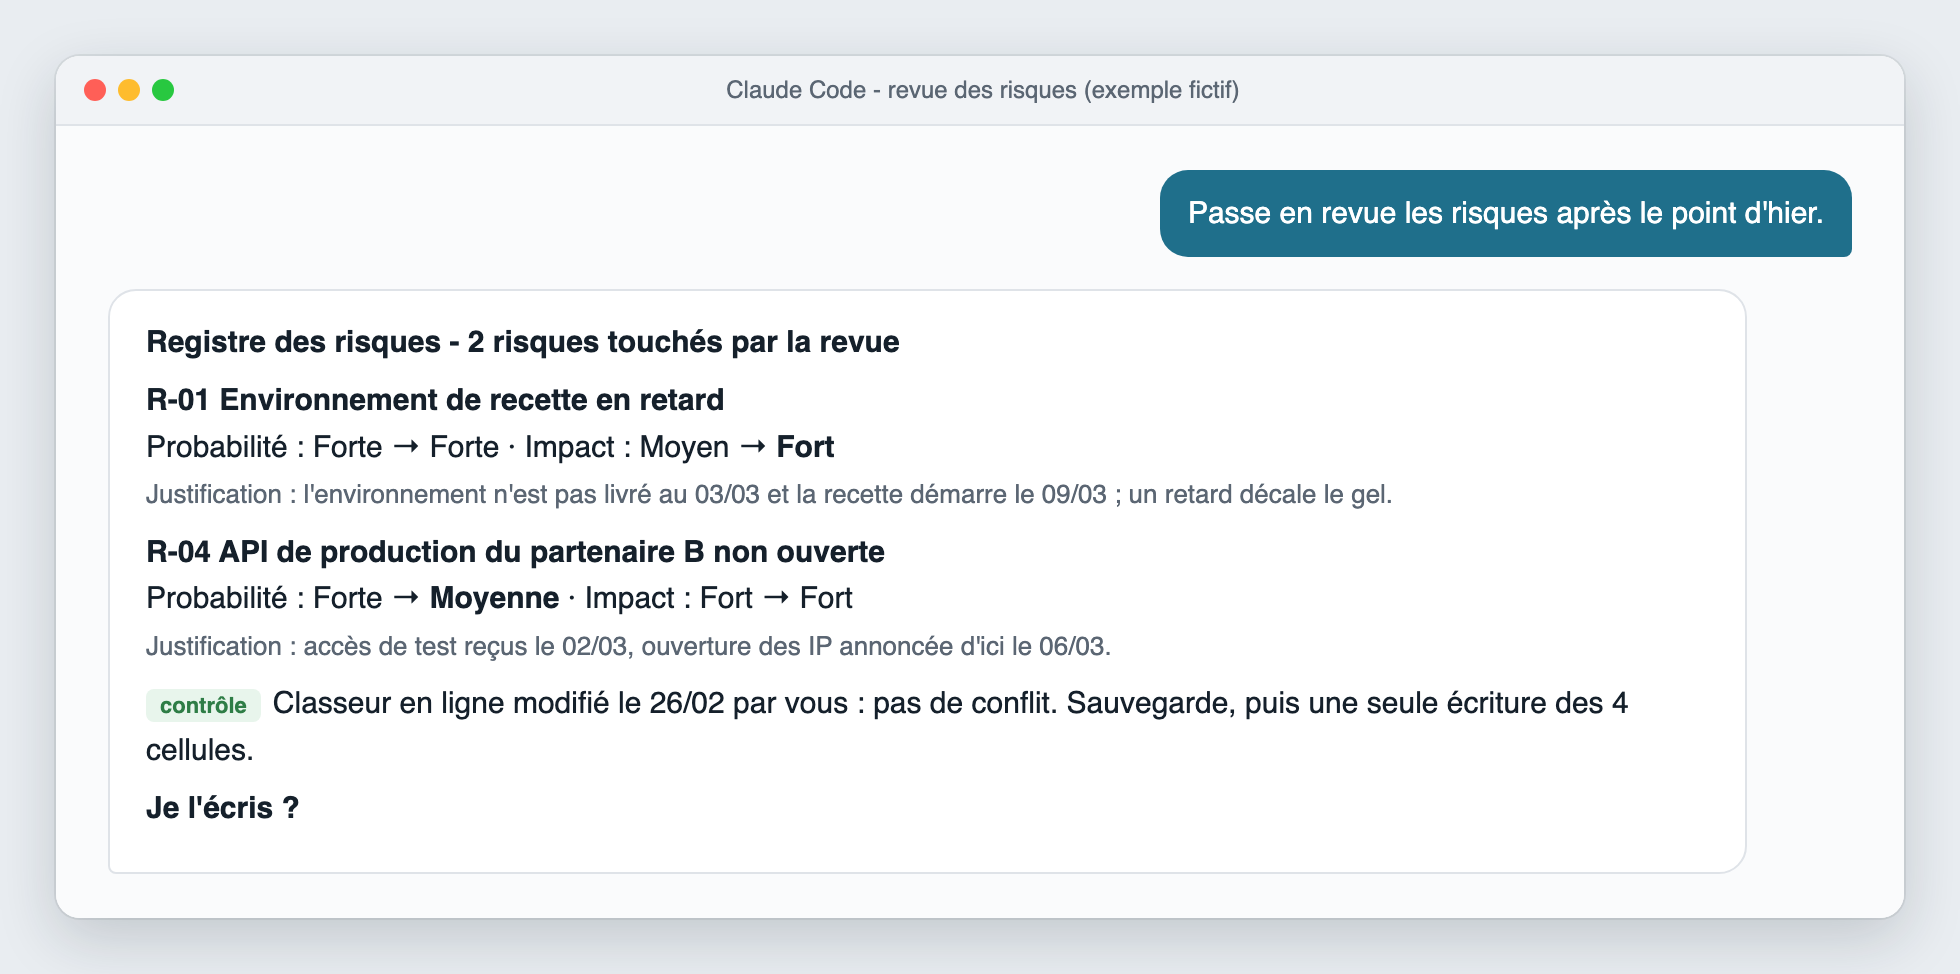 Claude Code - revue des risques (exemple fictif)
Passe en revue les risques après le point d'hier.
Registre des risques - 2 risques touchés par la revue
R-01 Environnement de recette en retard
Probabilité : Forte → Forte · Impact : Moyen → Fort
Justification : l'environnement n'est pas livré au 03/03 et la recette démarre le 09/03 ; un retard décale le gel.
R-04 API de production du partenaire B non ouverte
Probabilité : Forte → Moyenne · Impact : Fort → Fort
Justification : accès de test reçus le 02/03, ouverture des IP annoncée d'ici le 06/03.
contrôle Classeur en ligne modifié le 26/02 par vous : pas de conflit. Sauvegarde, puis une seule écriture des 4
cellules.
Je l'écris ?